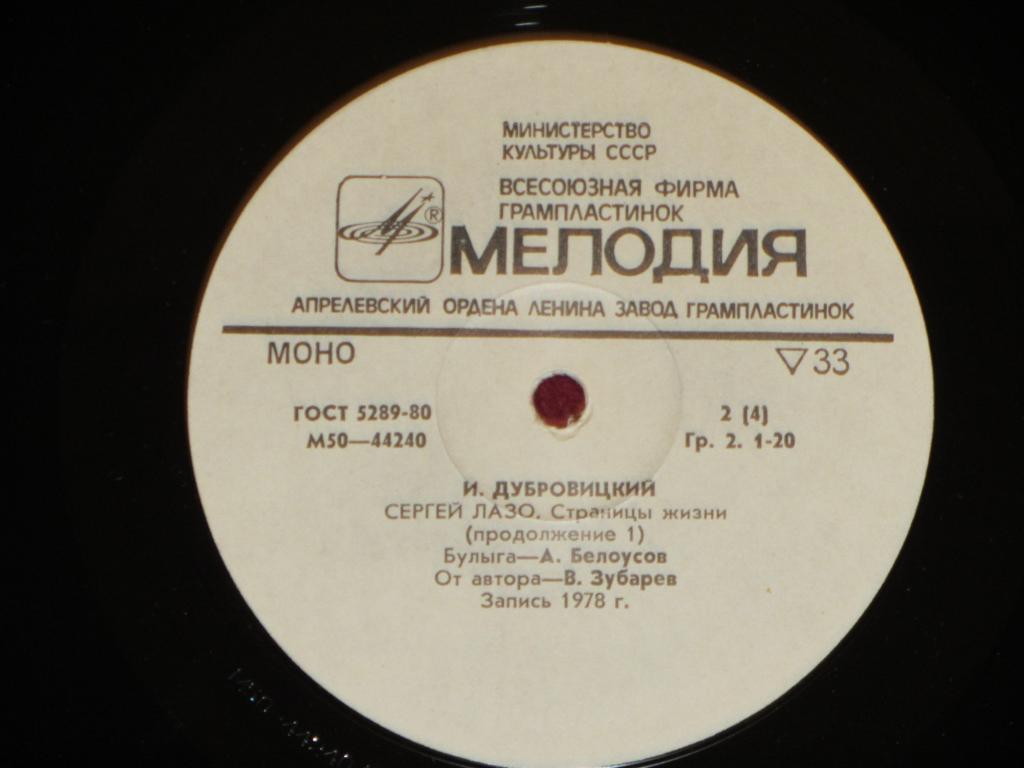 МИНИСТЕРСТВО
КУЛЬТУРЫ СССР
ВСЕСОЮЗНАЯ ФИРМА
ГРАМПЛАСТИНОК
®
МЕЛОДИЯ
АПРЕЛЕВСКИЙ ОРДЕНА ЛЕНИНА ЗАВОД ГРАМПЛАСТИНОК
МОНО ▽33
ГОСТ 5289-80 2 (4)
М50—44240 Гр. 2. 1-20
И. ДУБРОВИЦКИЙ
СЕРГЕЙ ЛАЗО. Страницы жизни
(продолжение 1)
Булыга—А. Белоусов
От автора—В. Зубарев
Запись 1978 г.